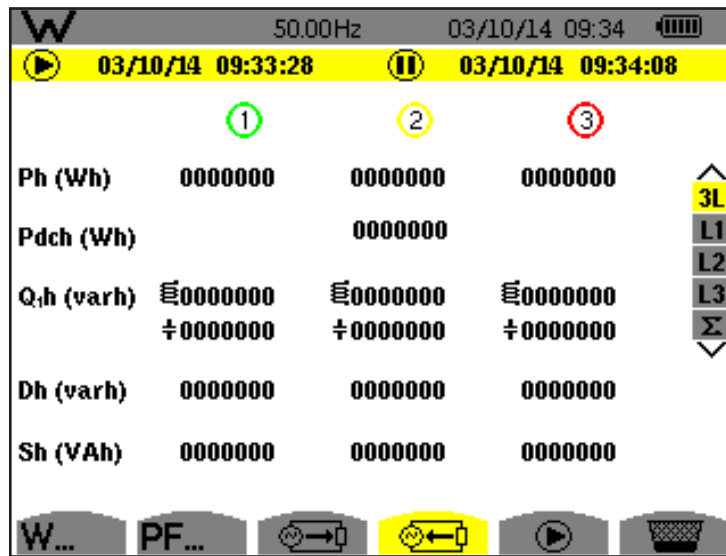 W 50.00Hz 03/10/14 09:34
03/10/14 09:33:28 03/10/14 09:34:08
1 2 3
Ph (Wh) 0000000 0000000 0000000
3L
Pdch (Wh) 0000000
L1
L2
Q₁h (varh) 0000000 0000000 0000000
L3
0000000 0000000 0000000
Σ
Dh (varh) 0000000 0000000 0000000
Sh (VAh) 0000000 0000000 0000000
W... PF...